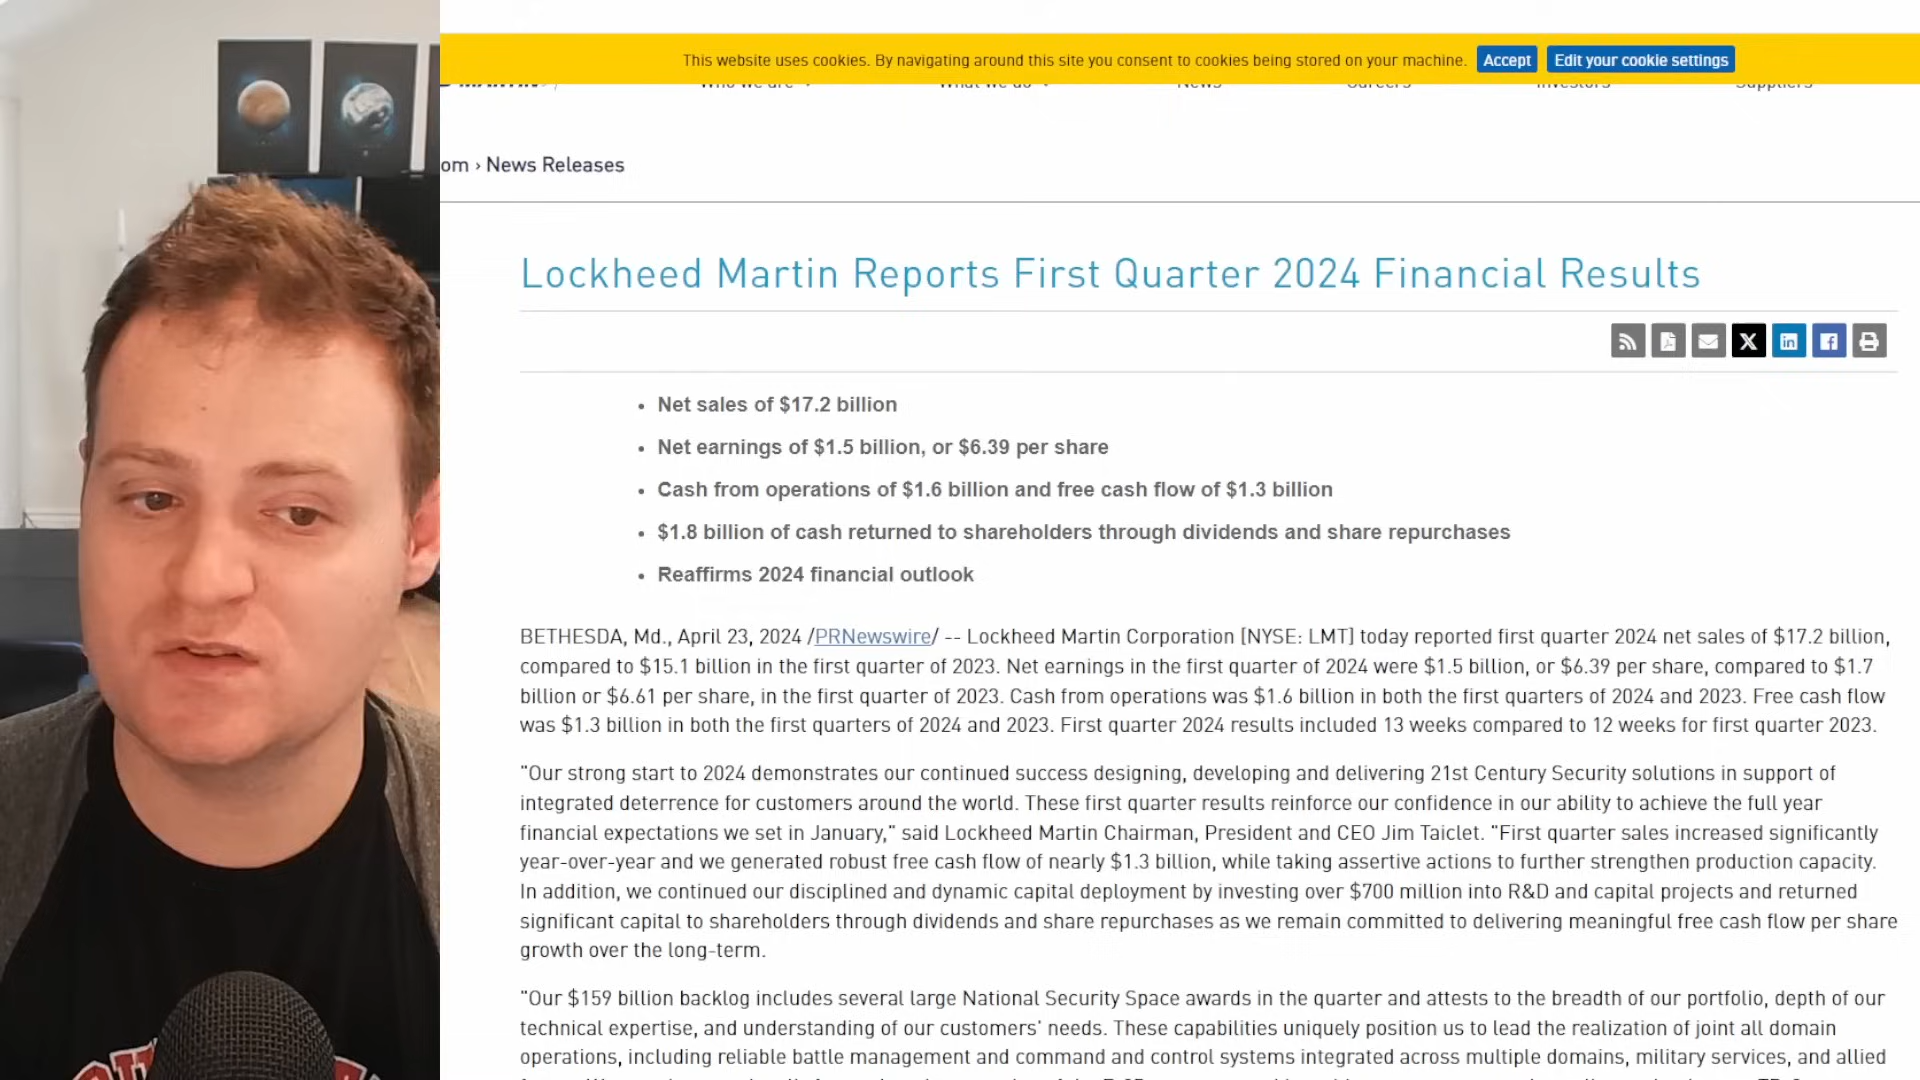 This website uses cookies. By navigating around this site you consent to cookies being stored on your machine. Accept Edit your cookie settings
Who we are What we do News Careers Investors Suppliers
om › News Releases
Lockheed Martin Reports First Quarter 2024 Financial Results
• Net sales of $17.2 billion
• Net earnings of $1.5 billion, or $6.39 per share
• Cash from operations of $1.6 billion and free cash flow of $1.3 billion
• $1.8 billion of cash returned to shareholders through dividends and share repurchases
• Reaffirms 2024 financial outlook
BETHESDA, Md., April 23, 2024 /PRNewswire/ -- Lockheed Martin Corporation [NYSE: LMT] today reported first quarter 2024 net sales of $17.2 billion,
compared to $15.1 billion in the first quarter of 2023. Net earnings in the first quarter of 2024 were $1.5 billion, or $6.39 per share, compared to $1.7
billion or $6.61 per share, in the first quarter of 2023. Cash from operations was $1.6 billion in both the first quarters of 2024 and 2023. Free cash flow
was $1.3 billion in both the first quarters of 2024 and 2023. First quarter 2024 results included 13 weeks compared to 12 weeks for first quarter 2023.
"Our strong start to 2024 demonstrates our continued success designing, developing and delivering 21st Century Security solutions in support of
integrated deterrence for customers around the world. These first quarter results reinforce our confidence in our ability to achieve the full year
financial expectations we set in January," said Lockheed Martin Chairman, President and CEO Jim Taiclet. "First quarter sales increased significantly
year-over-year and we generated robust free cash flow of nearly $1.3 billion, while taking assertive actions to further strengthen production capacity.
In addition, we continued our disciplined and dynamic capital deployment by investing over $700 million into R&D and capital projects and returned
significant capital to shareholders through dividends and share repurchases as we remain committed to delivering meaningful free cash flow per share
growth over the long-term.
"Our $159 billion backlog includes several large National Security Space awards in the quarter and attests to the breadth of our portfolio, depth of our
technical expertise, and understanding of our customers' needs. These capabilities uniquely position us to lead the realization of joint all domain
operations, including reliable battle management and command and control systems integrated across multiple domains, military services, and allied